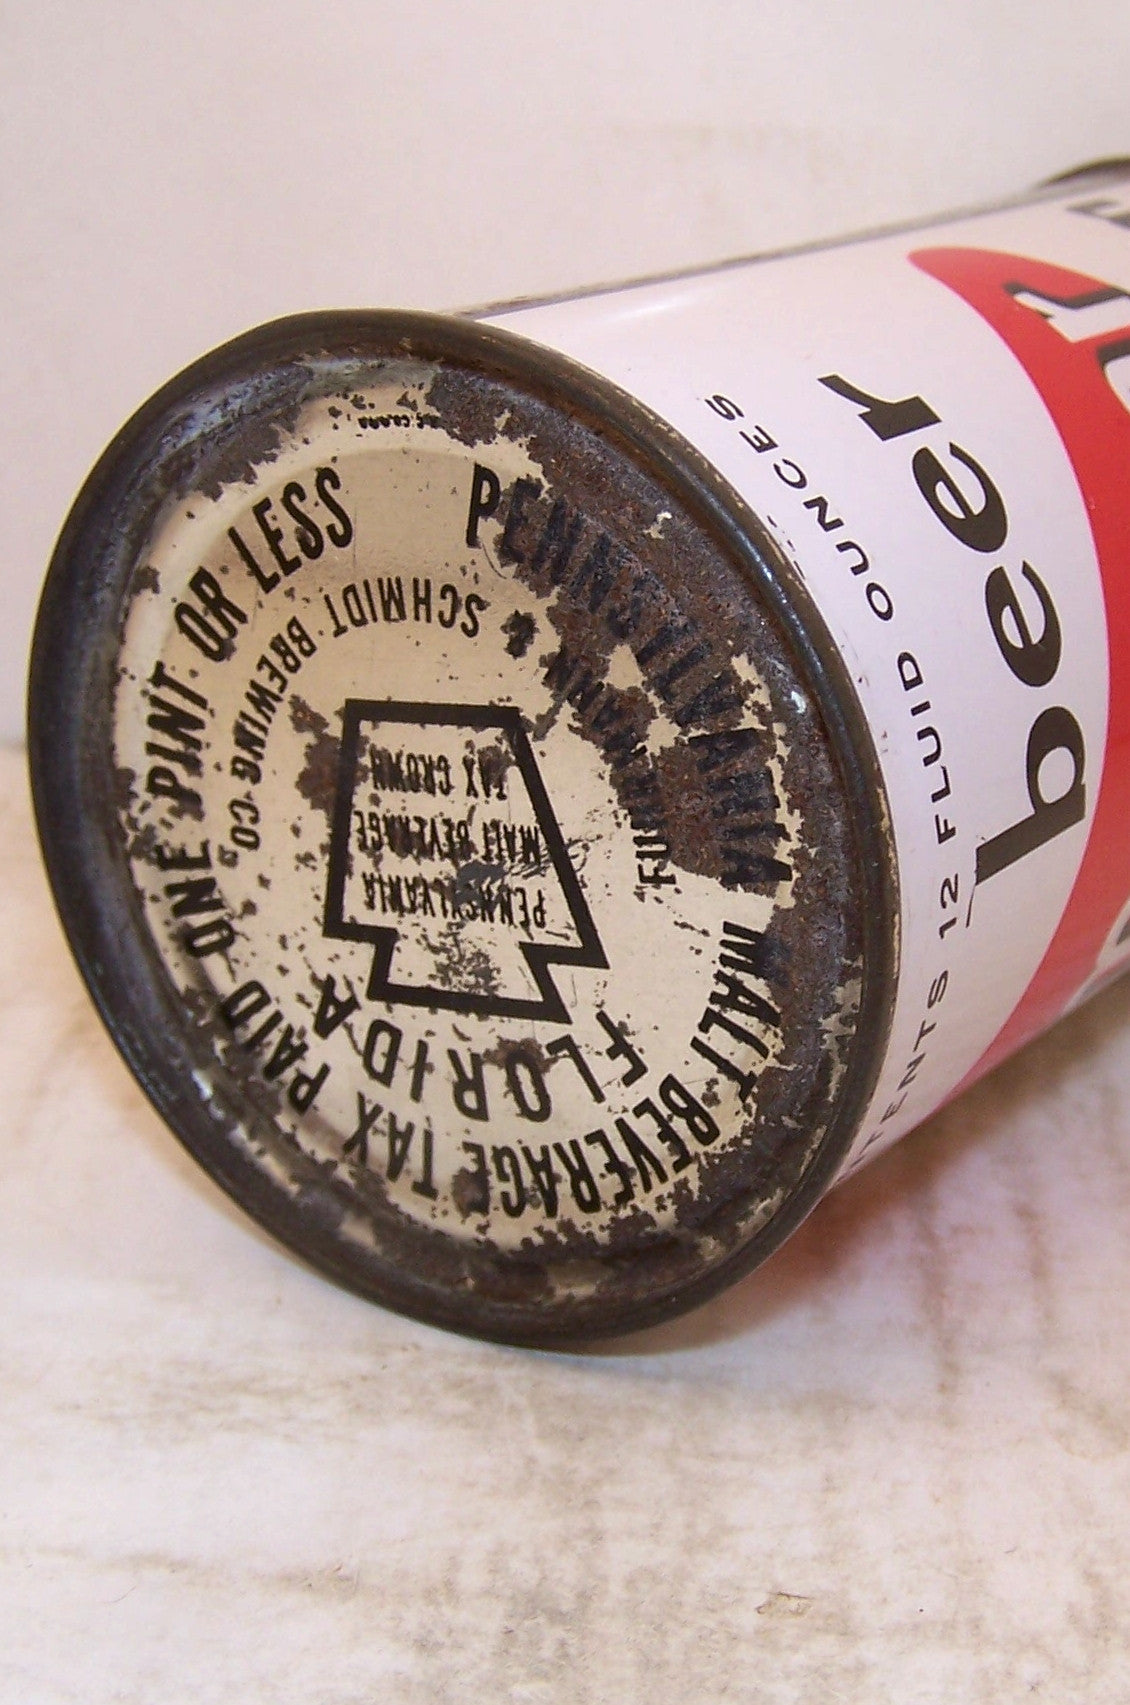 PENNSYLVANIA MALT BEVERAGE TAX PAID ONE PINT OR LESS
SCHMIDT BREWING CO.
FLORIDA
PENNSYLVANIA
MALT BEVERAGE
TAX CROWN
beer
12 FLUID OUNCES